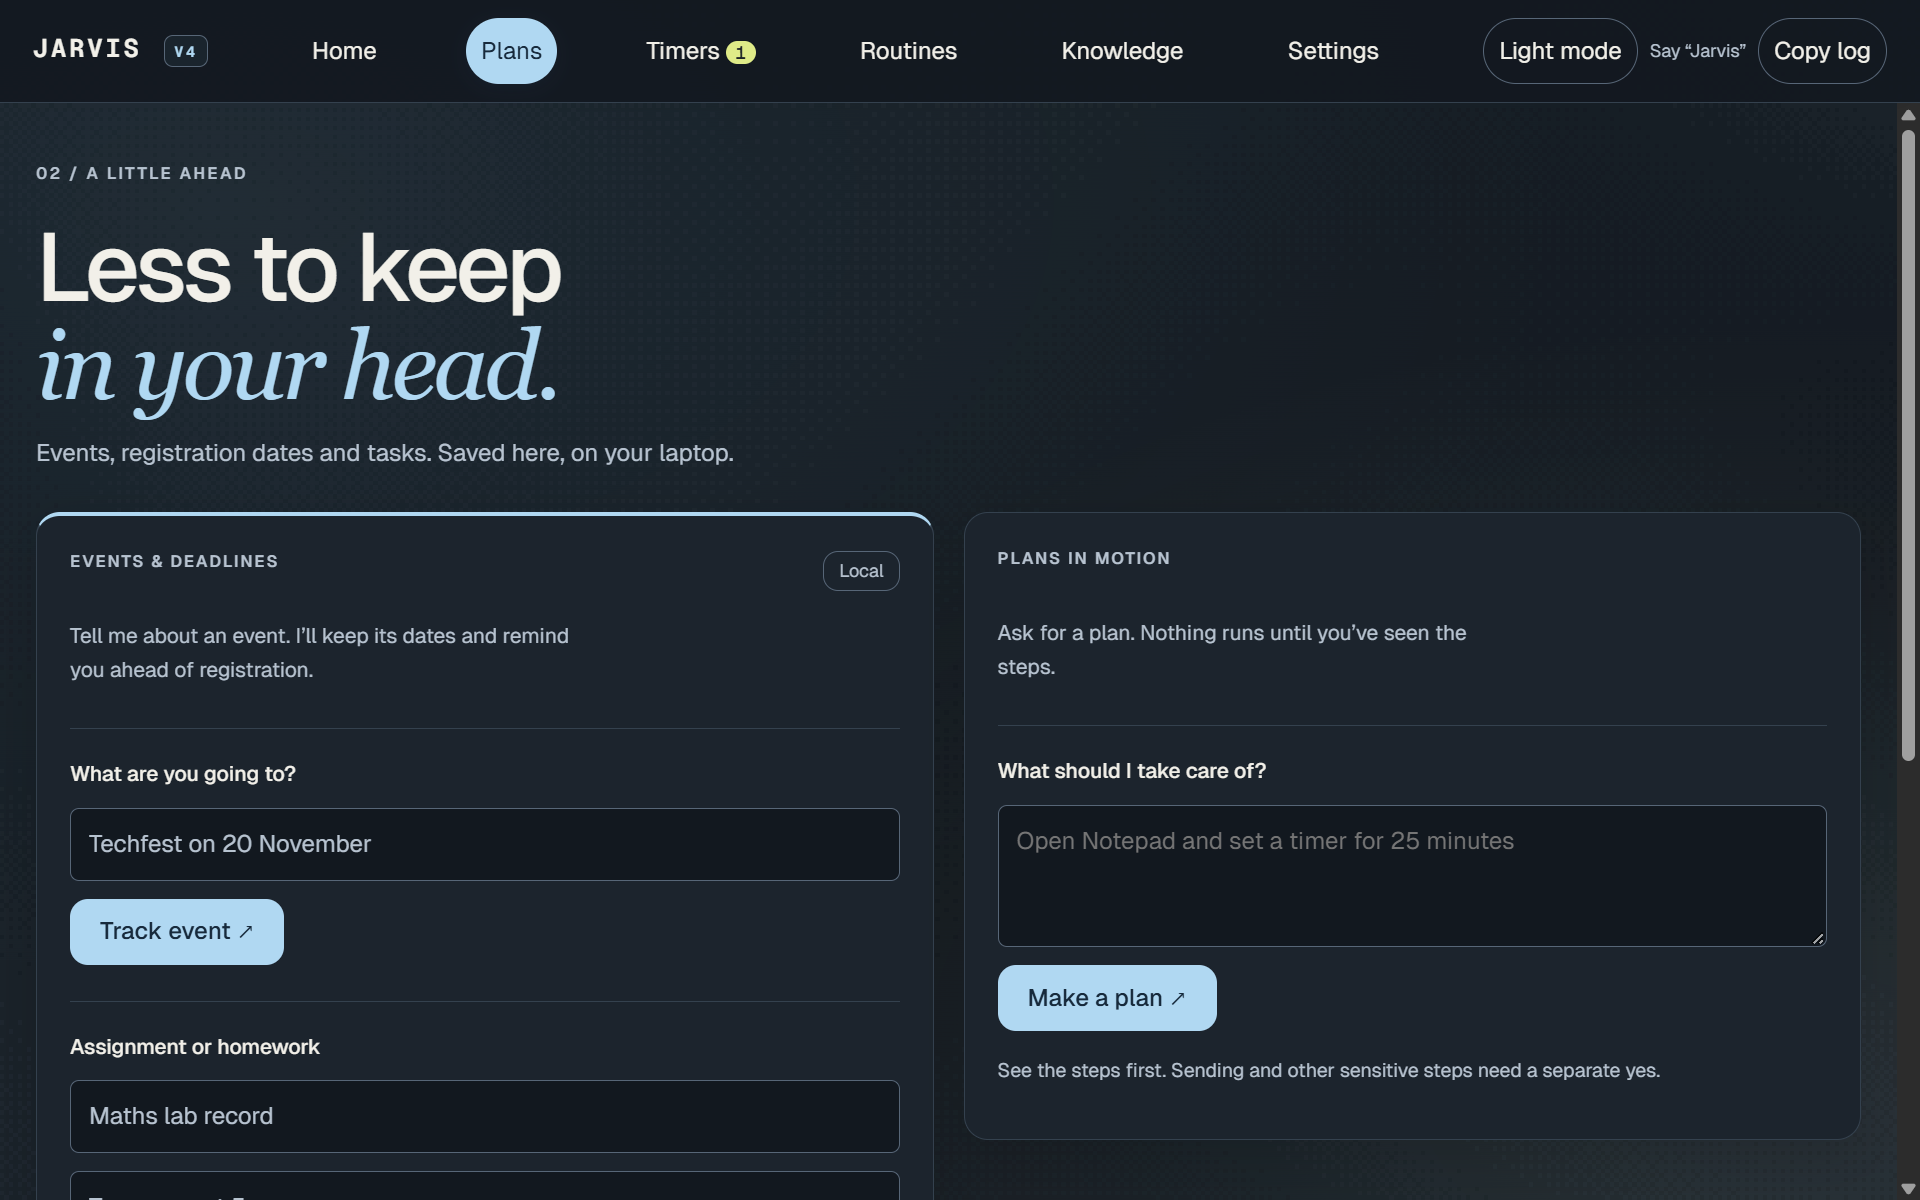 JARVIS V4 Home Plans Timers 1 Routines Knowledge Settings Light mode Say “Jarvis” Copy log
02 / A LITTLE AHEAD
Less to keep
in your head.
Events, registration dates and tasks. Saved here, on your laptop.
EVENTS & DEADLINES Local
Tell me about an event. I’ll keep its dates and remind
you ahead of registration.
What are you going to?
Techfest on 20 November
Track event ↗
Assignment or homework
Maths lab record
PLANS IN MOTION
Ask for a plan. Nothing runs until you’ve seen the
steps.
What should I take care of?
Open Notepad and set a timer for 25 minutes
Make a plan ↗
See the steps first. Sending and other sensitive steps need a separate yes.